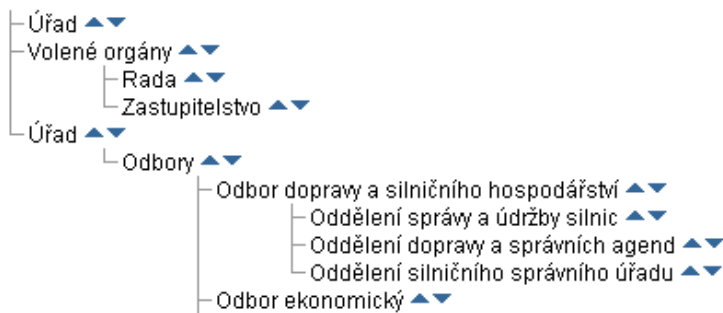 Úřad
Volené orgány
Rada
Zastupitelstvo
Úřad
Odbory
Odbor dopravy a silničního hospodářství
Oddělení správy a údržby silnic
Oddělení dopravy a správních agend
Oddělení silničního správního úřadu
Odbor ekonomický